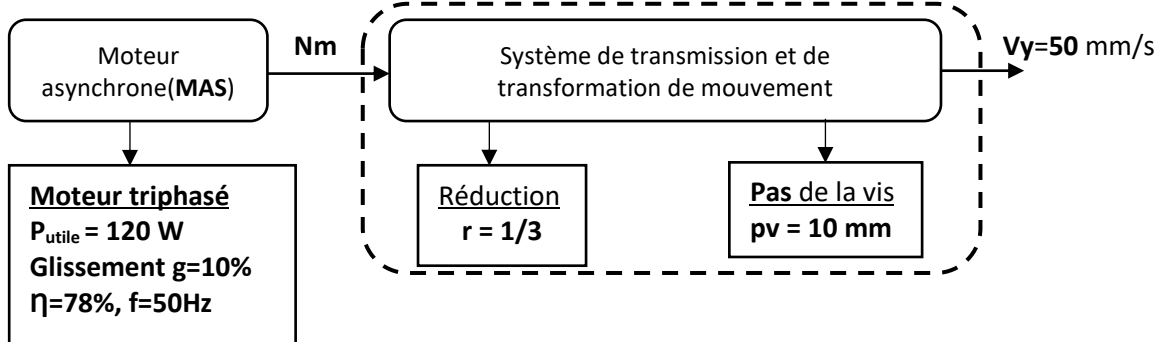 Moteur
asynchrone(MAS)
Nm
Système de transmission et de
transformation de mouvement
Vy=50 mm/s
Moteur triphasé
Putile = 120 W
Glissement g=10%
Ƞ=78%, f=50Hz
Réduction
r = 1/3
Pas de la vis
pv = 10 mm